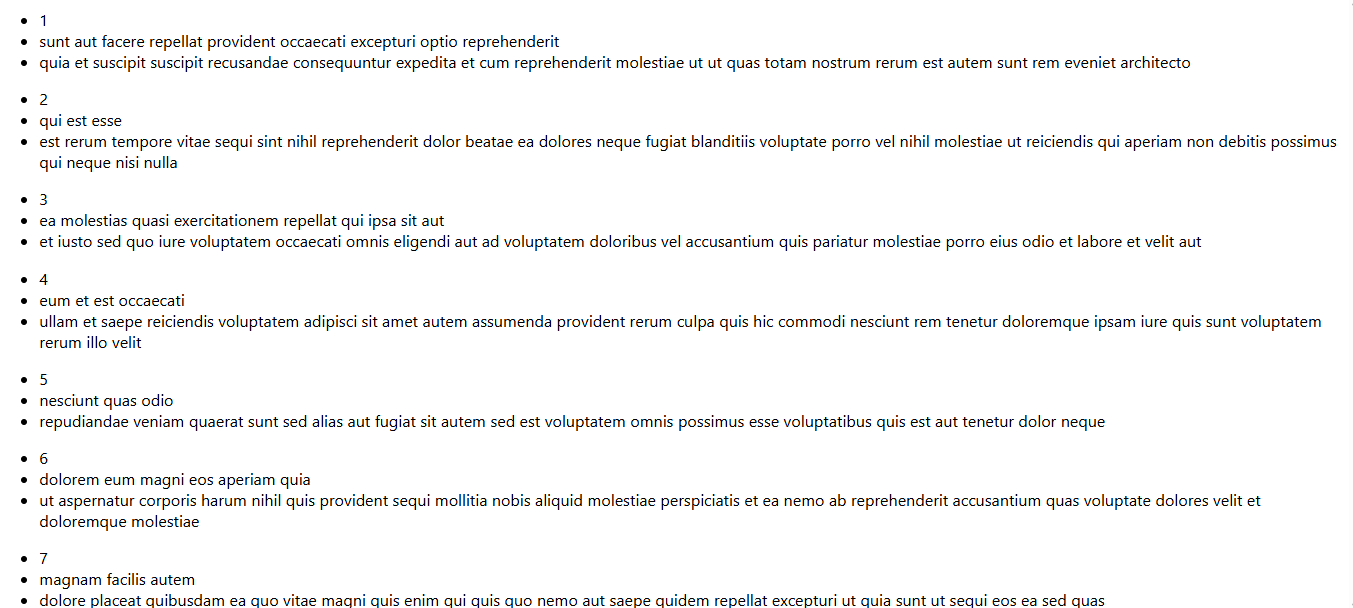 1
sunt aut facere repellat provident occaecati excepturi optio reprehenderit
quia et suscipit suscipit recusandae consequuntur expedita et cum reprehenderit molestiae ut ut quas totam nostrum rerum est autem sunt rem eveniet architecto
2
qui est esse
est rerum tempore vitae sequi sint nihil reprehenderit dolor beatae ea dolores neque fugiat blanditiis voluptate porro vel nihil molestiae ut reiciendis qui aperiam non debitis possimus
qui neque nisi nulla
3
ea molestias quasi exercitationem repellat qui ipsa sit aut
et iusto sed quo iure voluptatem occaecati omnis eligendi aut ad voluptatem doloribus vel accusantium quis pariatur molestiae porro eius odio et labore et velit aut
4
eum et est occaecati
ullam et saepe reiciendis voluptatem adipisci sit amet autem assumenda provident rerum culpa quis hic commodi nesciunt rem tenetur doloremque ipsam iure quis sunt voluptatem
rerum illo velit
5
nesciunt quas odio
repudiandae veniam quaerat sunt sed alias aut fugiat sit autem sed est voluptatem omnis possimus esse voluptatibus quis est aut tenetur dolor neque
6
dolorem eum magni eos aperiam quia
ut aspernatur corporis harum nihil quis provident sequi mollitia nobis aliquid molestiae perspiciatis et ea nemo ab reprehenderit accusantium quas voluptate dolores velit et
doloremque molestiae
7
magnam facilis autem
dolore placeat quibusdam ea quo vitae magni quis enim qui quis quo nemo aut saepe quidem repellat excepturi ut quia sunt ut sequi eos ea sed quas